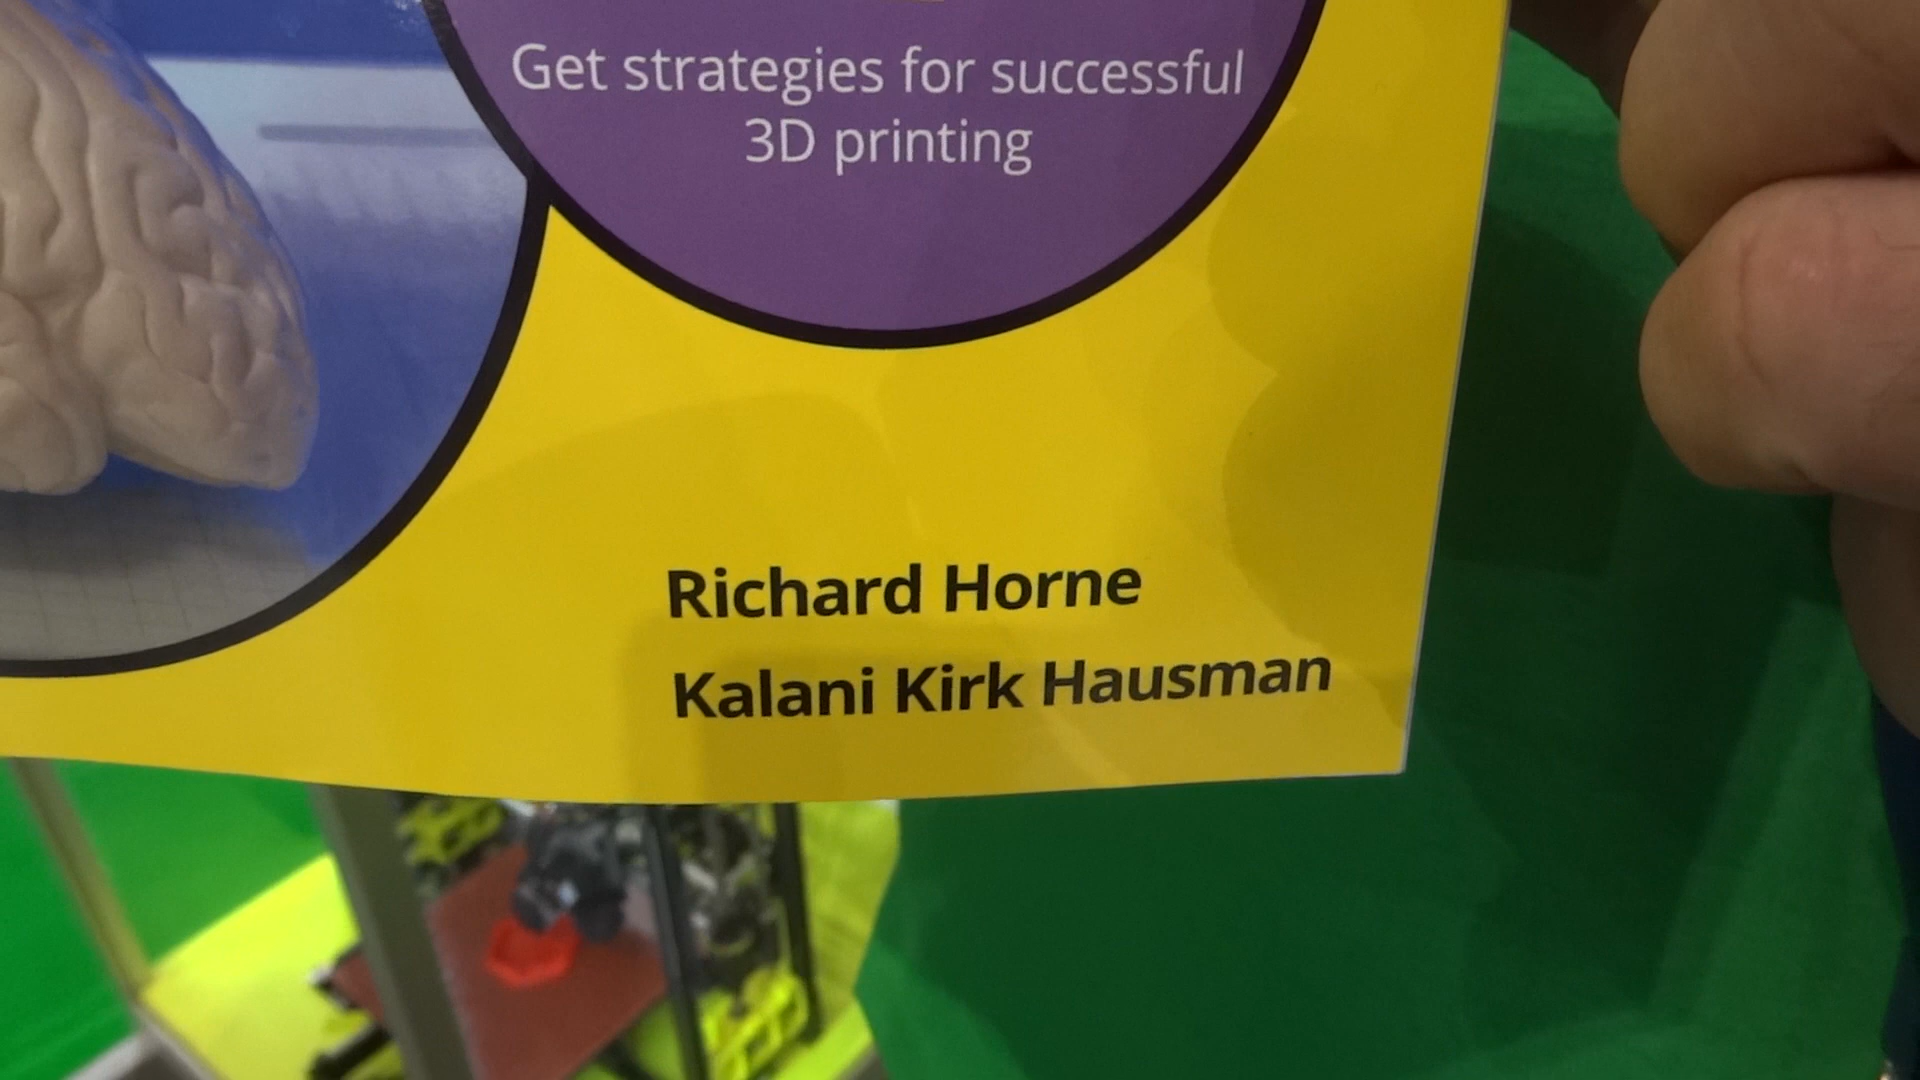 Get strategies for successful
3D printing
Richard Horne
Kalani Kirk Hausman